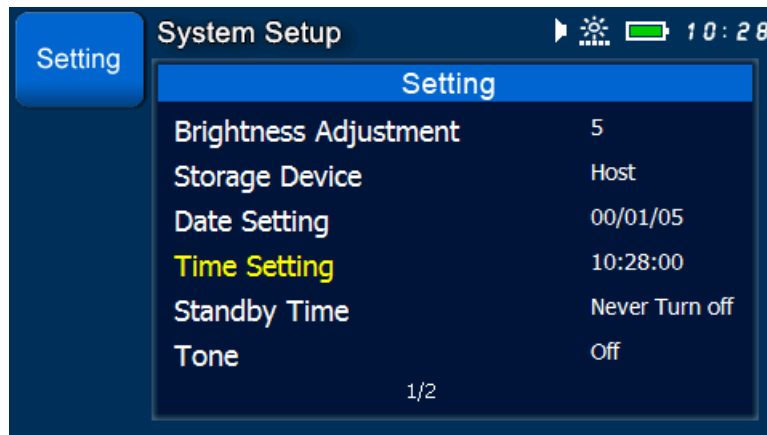 Setting
System Setup
10:28
Setting
Brightness Adjustment 5
Storage Device Host
Date Setting 00/01/05
Time Setting 10:28:00
Standby Time Never Turn off
Tone Off
1/2